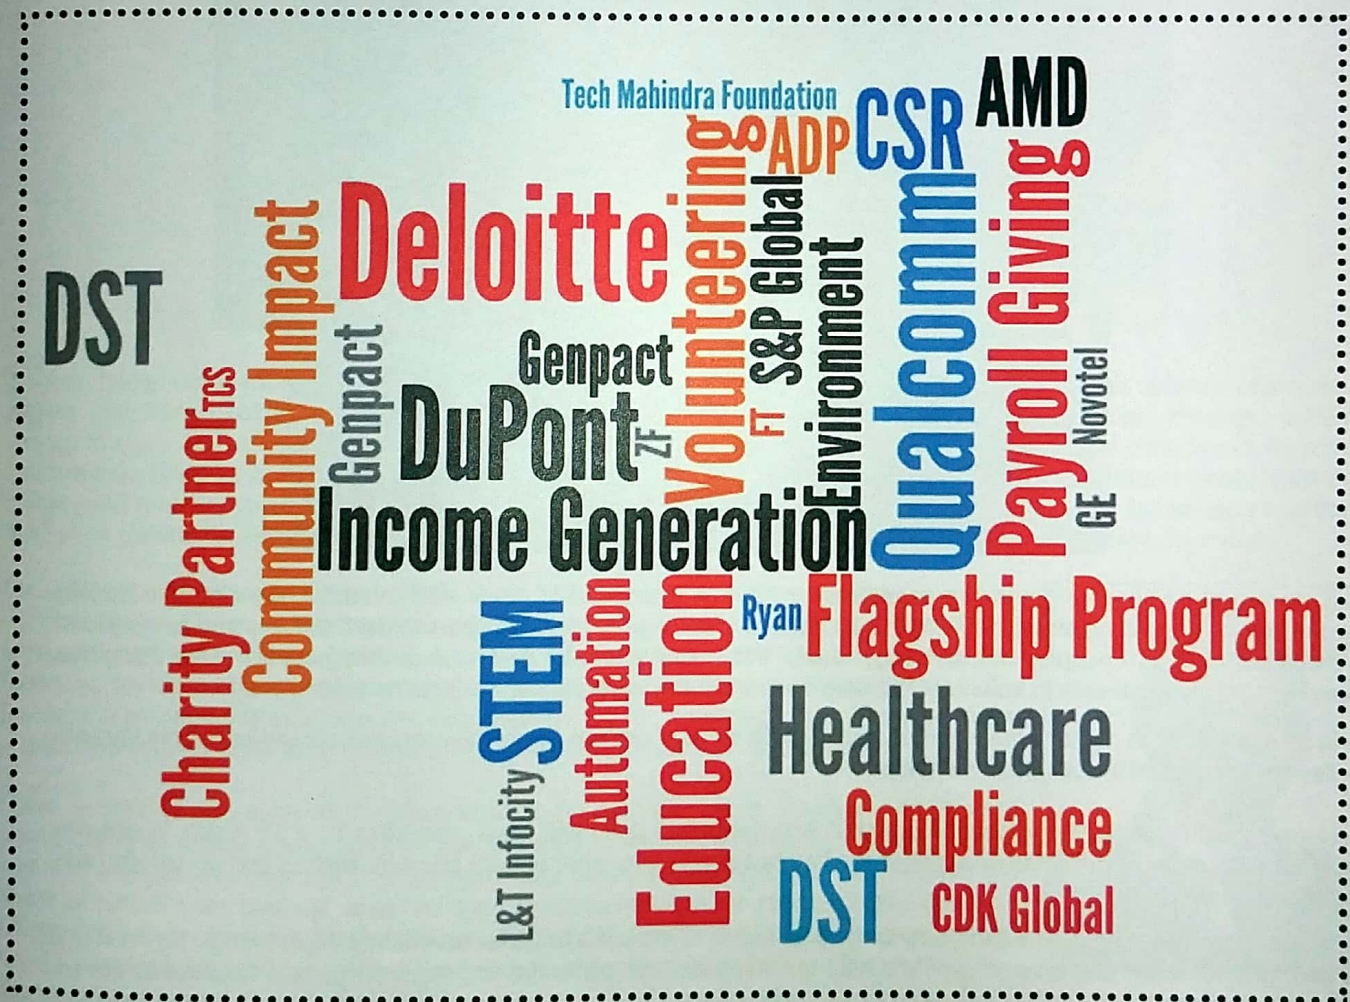 Tech Mahindra Foundation
AMD
CSR
ADP
Volunteering
Deloitte
S&P Global
Qualcomm
Payroll Giving
Community Impact
DST
Environment
Genpact
Genpact
Novotel
TCS
Charity Partner
DuPont
ZF
FT
Income Generation
GE
Ryan
Flagship Program
STEM
Automation
Education
Healthcare
L&T Infocity
Compliance
DST
CDK Global